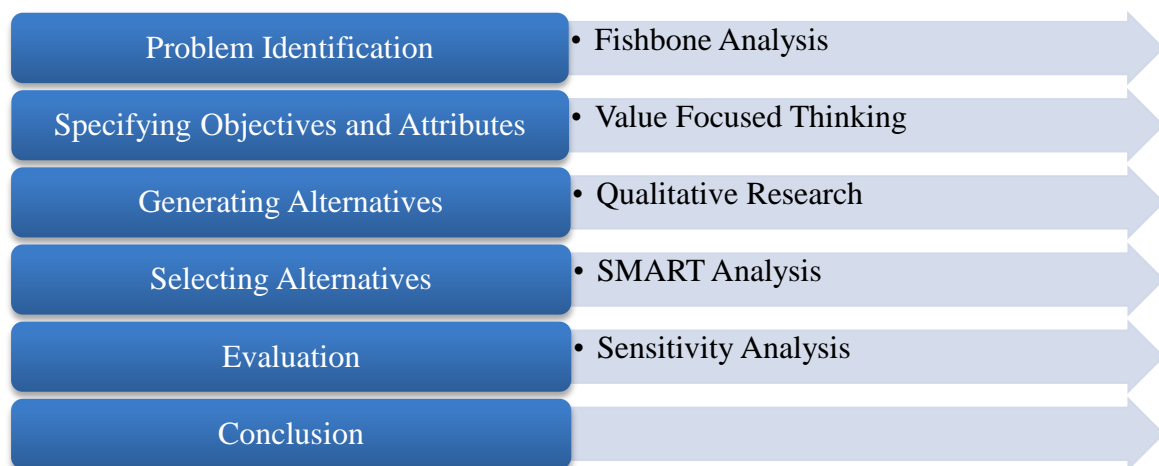 Problem Identification
• Fishbone Analysis
Specifying Objectives and Attributes
• Value Focused Thinking
Generating Alternatives
• Qualitative Research
Selecting Alternatives
• SMART Analysis
Evaluation
• Sensitivity Analysis
Conclusion